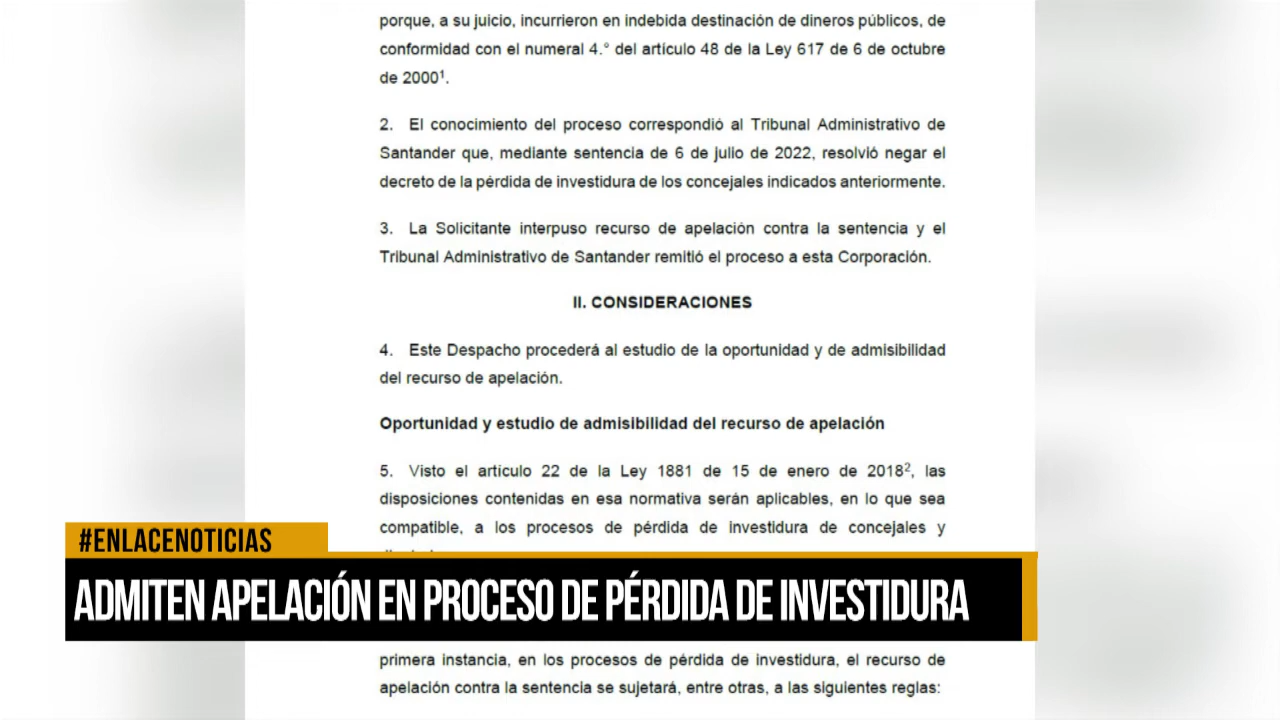 porque, a su juicio, incurrieron en indebida destinación de dineros públicos, de
conformidad con el numeral 4.° del artículo 48 de la Ley 617 de 6 de octubre
de 2000¹.
2. El conocimiento del proceso correspondió al Tribunal Administrativo de
Santander que, mediante sentencia de 6 de julio de 2022, resolvió negar el
decreto de la pérdida de investidura de los concejales indicados anteriormente.
3. La Solicitante interpuso recurso de apelación contra la sentencia y el
Tribunal Administrativo de Santander remitió el proceso a esta Corporación.
II. CONSIDERACIONES
4. Este Despacho procederá al estudio de la oportunidad y de admisibilidad
del recurso de apelación.
Oportunidad y estudio de admisibilidad del recurso de apelación
5. Visto el artículo 22 de la Ley 1881 de 15 de enero de 2018², las
disposiciones contenidas en esa normativa serán aplicables, en lo que sea
compatible, a los procesos de pérdida de investidura de concejales y
#ENLACENOTICIAS
ADMITEN APELACIÓN EN PROCESO DE PÉRDIDA DE INVESTIDURA
primera instancia, en los procesos de pérdida de investidura, el recurso de
apelación contra la sentencia se sujetará, entre otras, a las siguientes reglas: